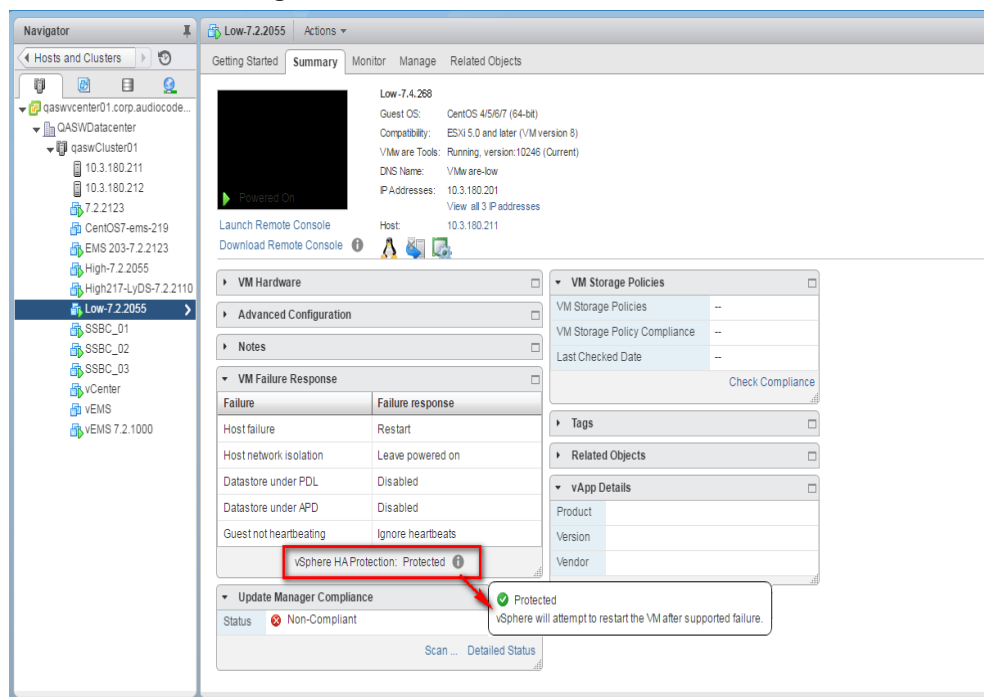 Navigator
Low-7.2.2055 Actions
Hosts and Clusters
Getting Started Summary Monitor Manage Related Objects
qaswvcenter01.corp.audiocode...
QASWDatacenter
qaswCluster01
10.3.180.211
10.3.180.212
7.2.2123
CentOS7-ems-219
EMS 203-7.2.2123
High-7.2.2055
High217-LyDS-7.2.2110
Low-7.2.2055
SSBC_01
SSBC_02
SSBC_03
vCenter
vEMS
vEMS 7.2.1000
Powered On
Launch Remote Console
Download Remote Console
Low-7.4.268
Guest OS: CentOS 4/5/6/7 (64-bit)
Compatibility: ESXi 5.0 and later (VM version 8)
VMware Tools: Running, version:10246 (Current)
DNS Name: VMware-low
IP Addresses: 10.3.180.201
View all 3 IP addresses
Host: 10.3.180.211
VM Hardware
Advanced Configuration
Notes
VM Failure Response
Failure Failure response
Host failure Restart
Host network isolation Leave powered on
Datastore under PDL Disabled
Datastore under APD Disabled
Guest not heartbeating Ignore heartbeats
vSphere HA Protection: Protected
Update Manager Compliance
Status Non-Compliant
Scan ... Detailed Status
VM Storage Policies
VM Storage Policies --
VM Storage Policy Compliance --
Last Checked Date --
Check Compliance
Tags
Related Objects
vApp Details
Product
Version
Vendor
Protected
vSphere will attempt to restart the VM after supported failure.